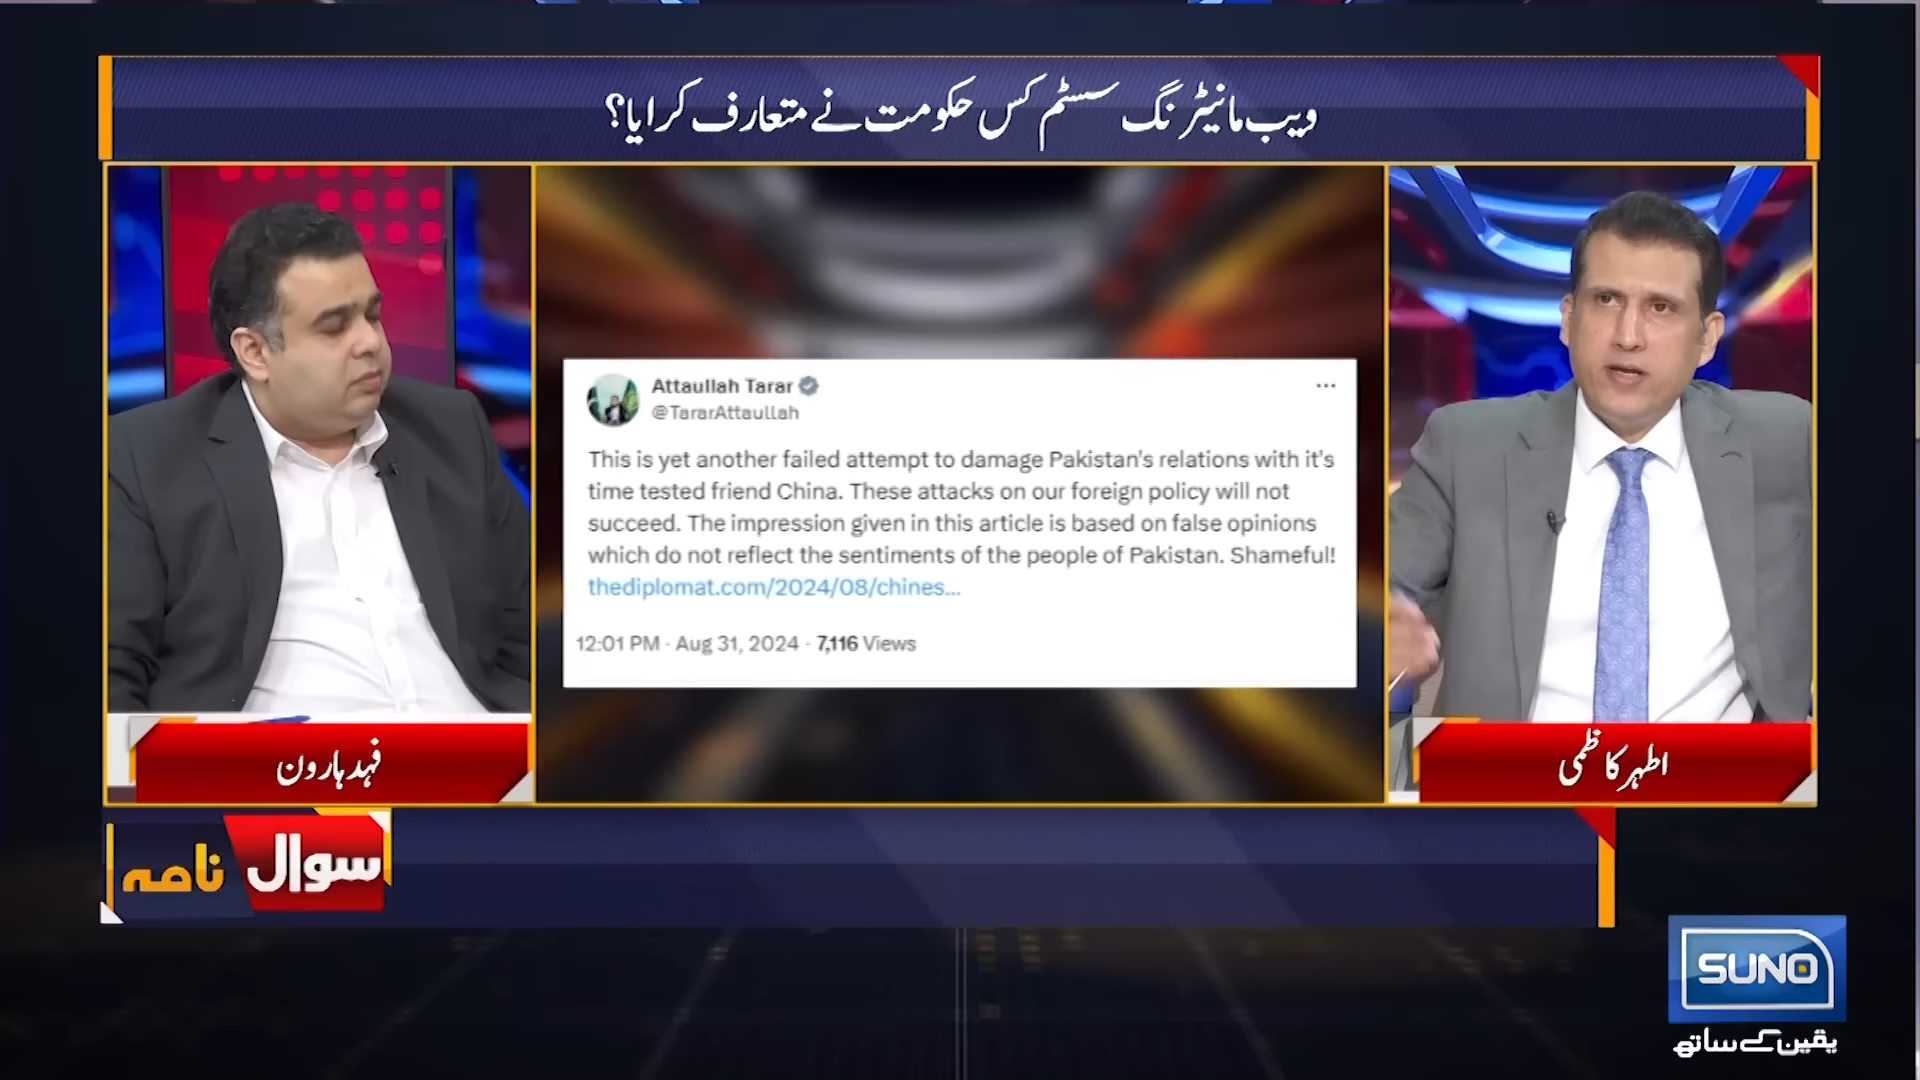 ویب مانیٹرنگ سسٹم کس حکومت نے متعارف کرایا؟
Attaullah Tarar
@TararAttaullah
This is yet another failed attempt to damage Pakistan's relations with it's
time tested friend China. These attacks on our foreign policy will not
succeed. The impression given in this article is based on false opinions
which do not reflect the sentiments of the people of Pakistan. Shameful!
thediplomat.com/2024/08/chines...
12:01 PM · Aug 31, 2024 · 7,116 Views
فہد ہارون
اطہر کاظمی
سوال نامہ
SUNO
یقین کے ساتھ